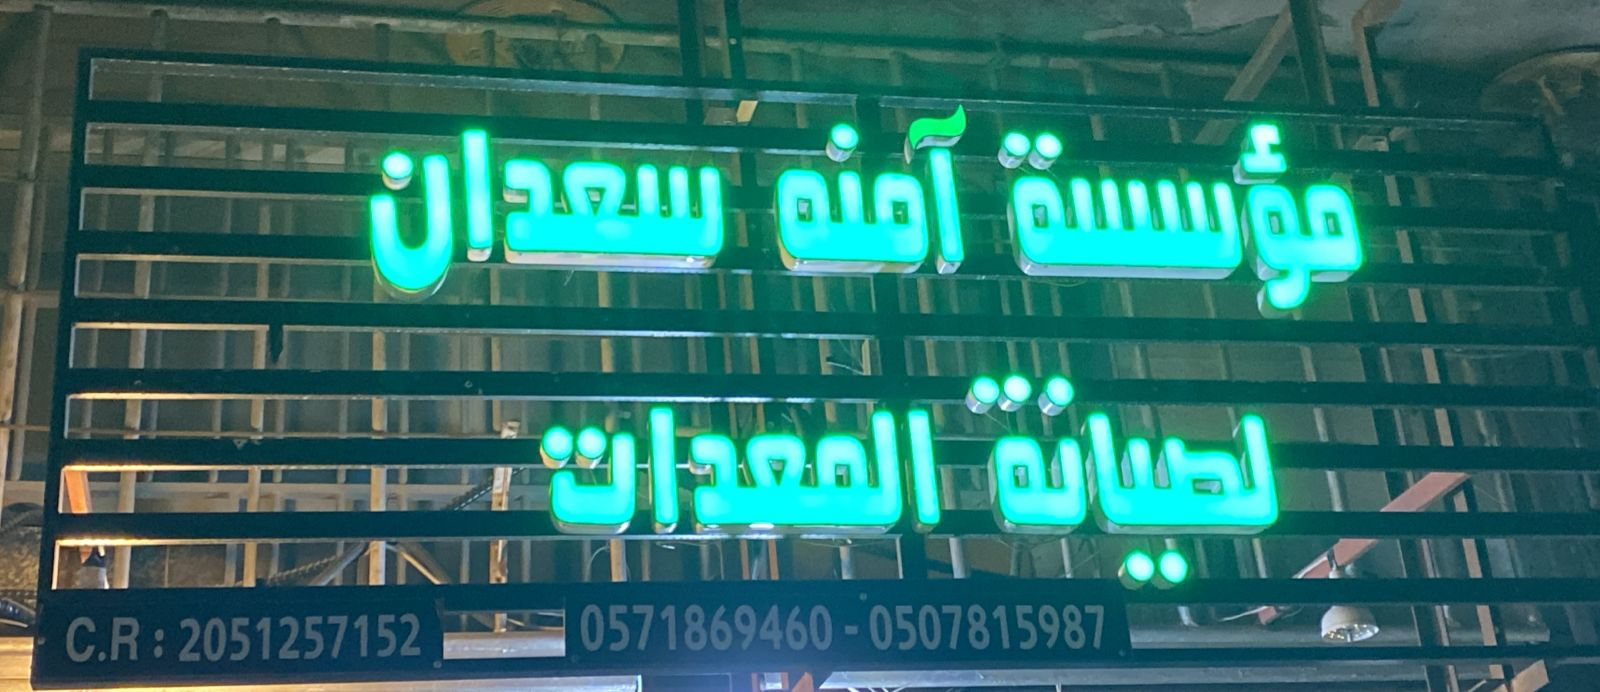 مؤسسة آمنه سعدان
لصيانة المعدات
C.R : 2051257152
0571869460 - 0507815987